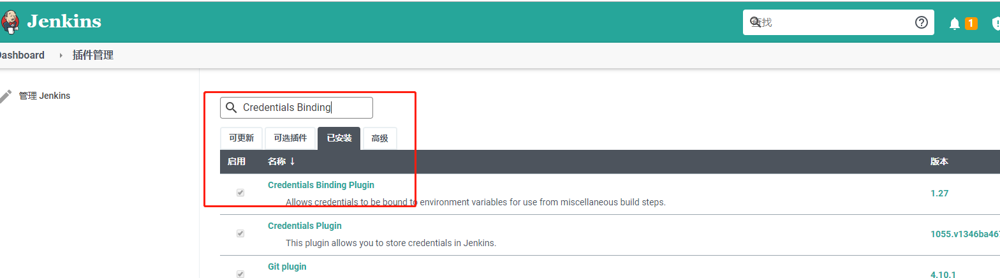 Jenkins
查找
1
Dashboard
插件管理
管理 Jenkins
Credentials Binding
可更新 可选插件 已安装 高级
启用 名称 ↓ 版本
Credentials Binding Plugin
Allows credentials to be bound to environment variables for use from miscellaneous build steps.
1.27
Credentials Plugin
This plugin allows you to store credentials in Jenkins.
1055.v1346ba467
Git plugin
4.10.1